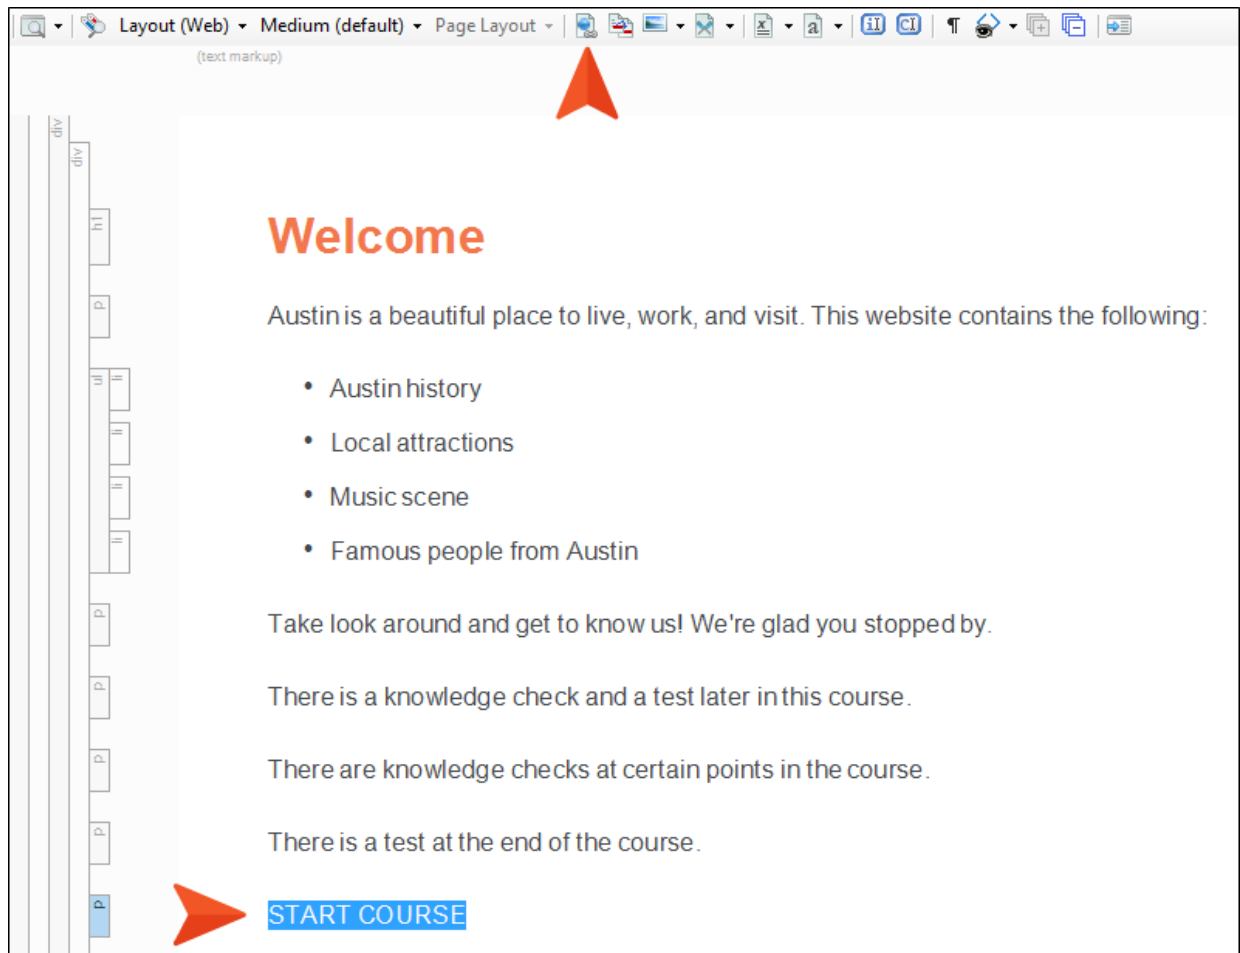 Layout (Web) Medium (default) Page Layout x a iI CI ¶
(text markup)
div
div
h1
Welcome
p
Austin is a beautiful place to live, work, and visit. This website contains the following:
ul
li
• Austin history
li
• Local attractions
li
• Music scene
li
• Famous people from Austin
p
Take look around and get to know us! We're glad you stopped by.
p
There is a knowledge check and a test later in this course.
p
There are knowledge checks at certain points in the course.
p
There is a test at the end of the course.
p
START COURSE